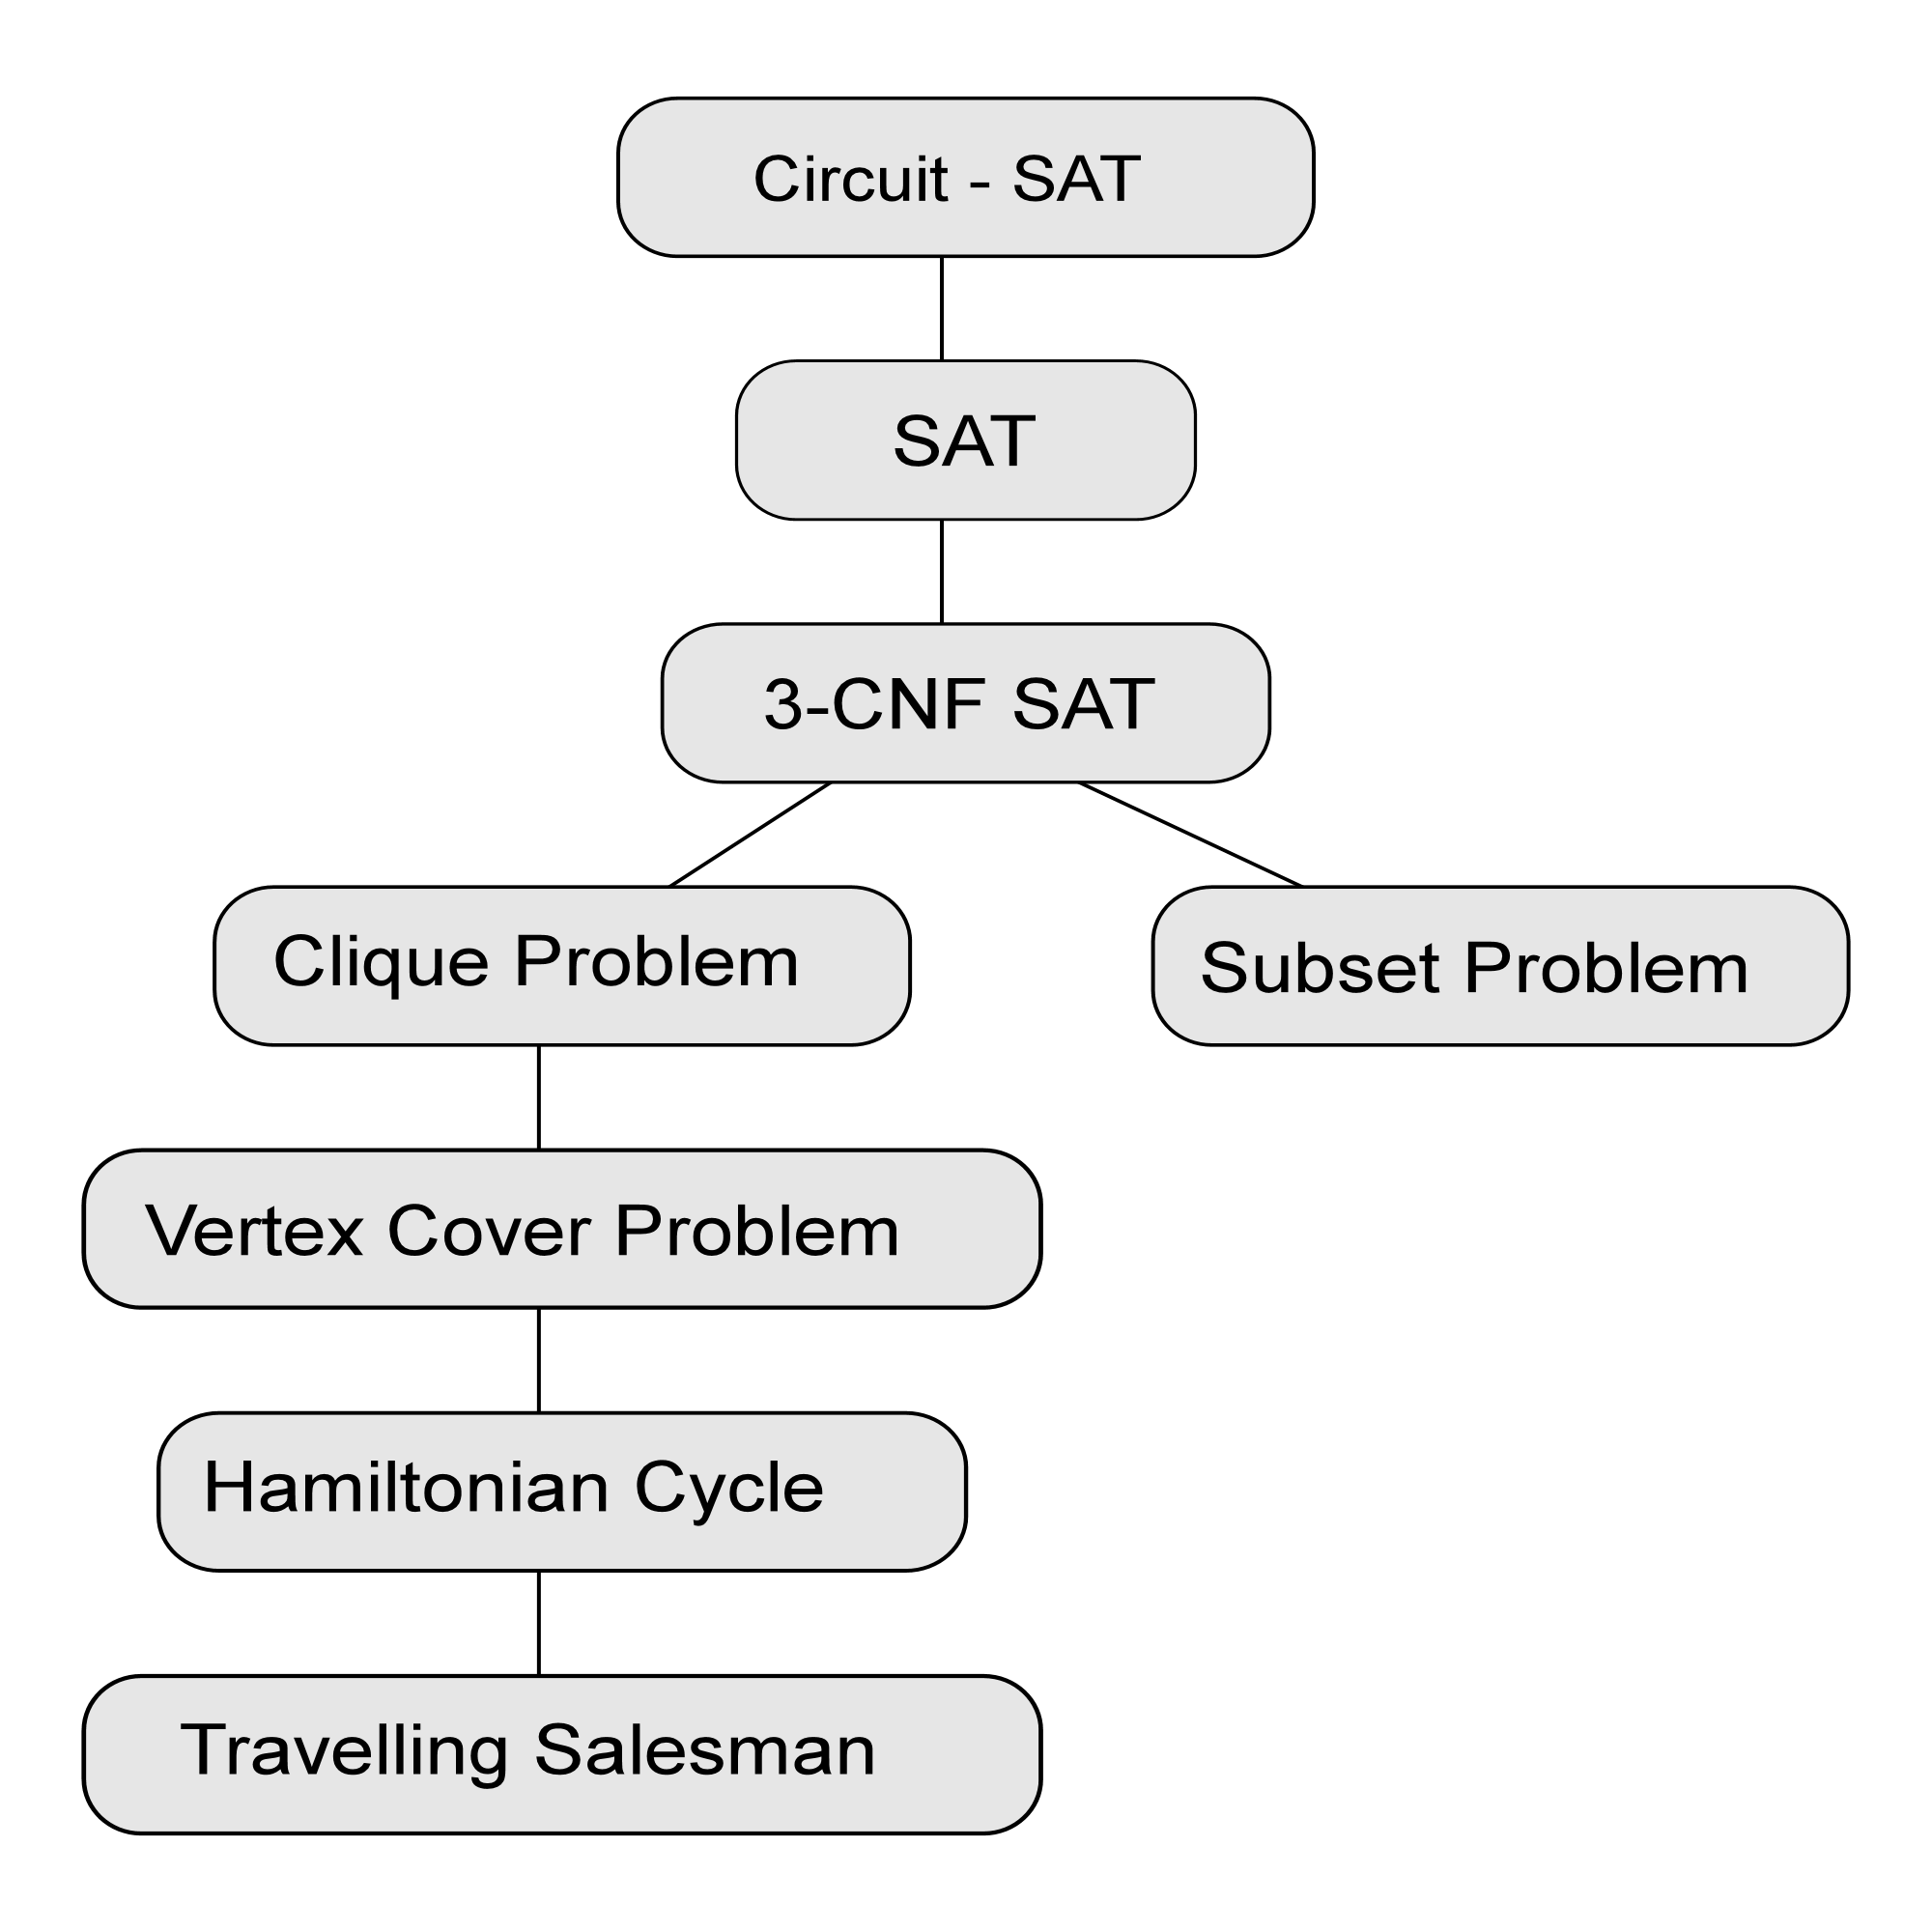 Circuit - SAT
SAT
3-CNF SAT
Clique Problem
Subset Problem
Vertex Cover Problem
Hamiltonian Cycle
Travelling Salesman